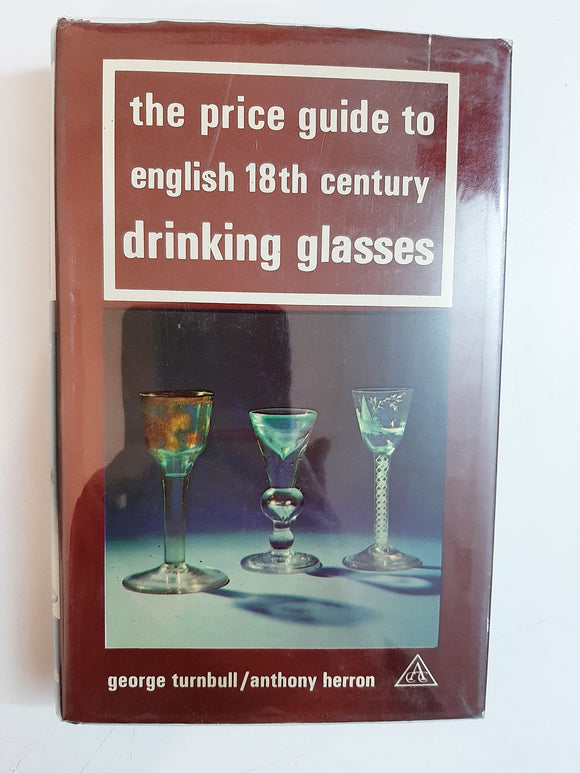 the price guide to
english 18th century
drinking glasses
george turnbull/anthony herron